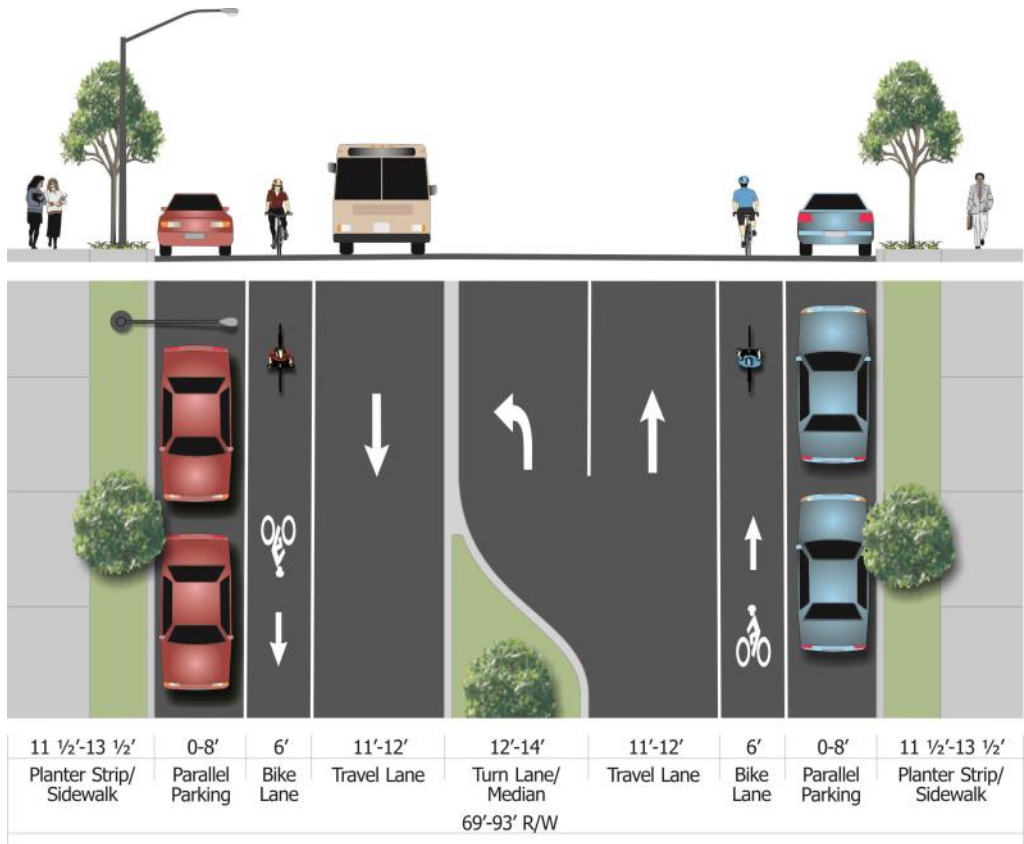 11 ½’-13 ½’ 0-8’ 6’ 11’-12’ 12’-14’ 11’-12’ 6’ 0-8’ 11 ½’-13 ½’
Planter Strip/ Parallel Bike Travel Lane Turn Lane/ Travel Lane Bike Parallel Planter Strip/
Sidewalk Parking Lane Median Lane Parking Sidewalk
69’-93’ R/W